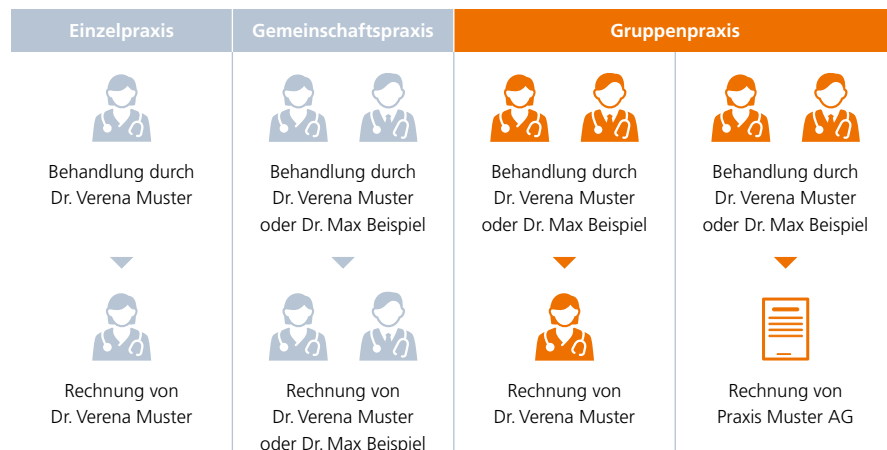 Einzelpraxis
Gemeinschaftspraxis
Gruppenpraxis
Behandlung durch
Dr. Verena Muster
Behandlung durch
Dr. Verena Muster
oder Dr. Max Beispiel
Behandlung durch
Dr. Verena Muster
oder Dr. Max Beispiel
Behandlung durch
Dr. Verena Muster
oder Dr. Max Beispiel
Rechnung von
Dr. Verena Muster
Rechnung von
Dr. Verena Muster
oder Dr. Max Beispiel
Rechnung von
Dr. Verena Muster
Rechnung von
Praxis Muster AG